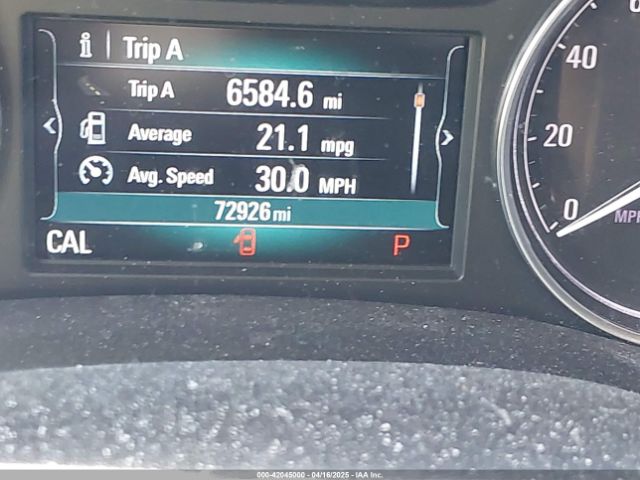 i Trip A
Trip A 6584.6 mi
Average 21.1 mpg
Avg. Speed 30.0 MPH
72926 mi
CAL P
40
20
0
MPH
000-42045000 - 04/16/2025 - IAA Inc.